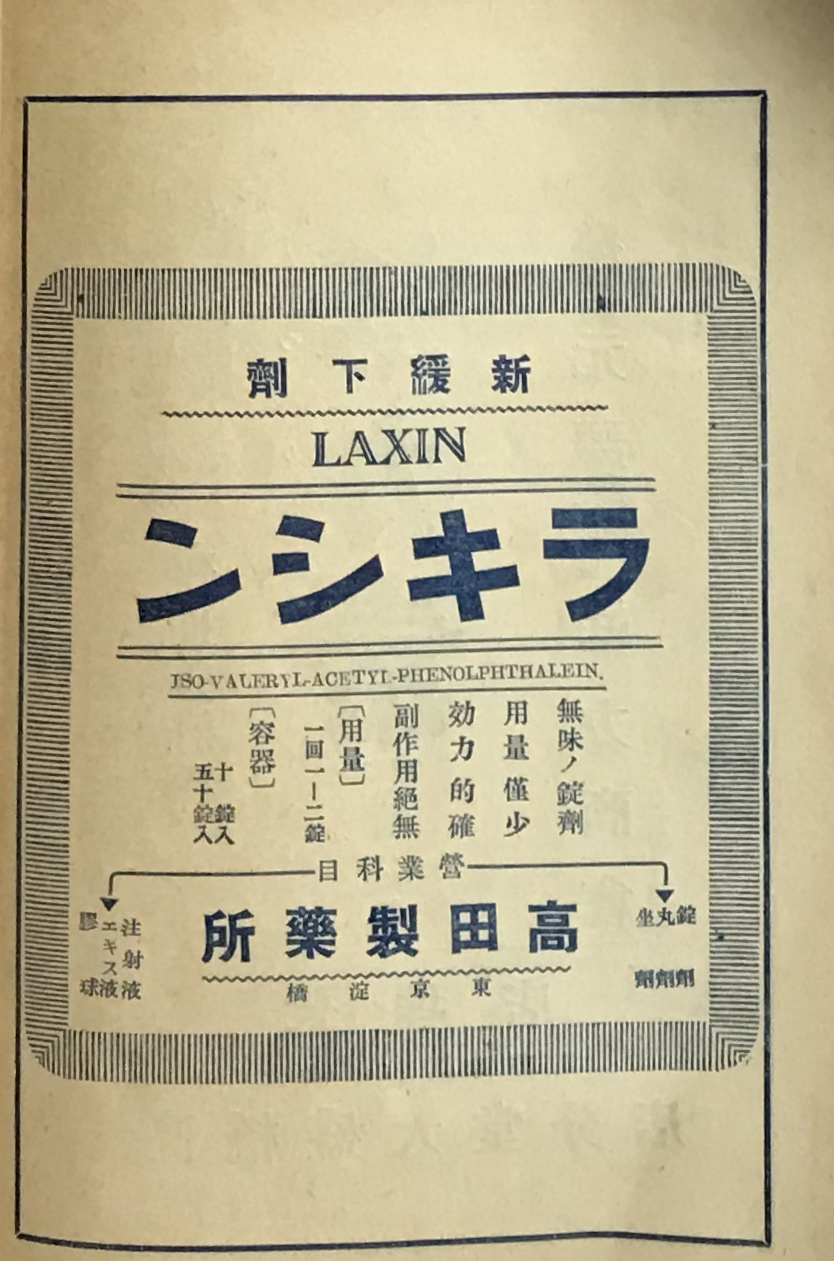 新緩下劑
LAXIN
ラキシン
ISO-VALERYL-ACETYL-PHENOLPHTHALEIN.
無味ノ錠劑
用量僅少
効力的確
副作用絕無
〔用量〕
一回一―二錠
〔容器〕
十錠入
五十錠入
營業科目
錠劑
丸劑
坐劑
高田製藥所
東京淀橋
注射液
エキス液
膠球